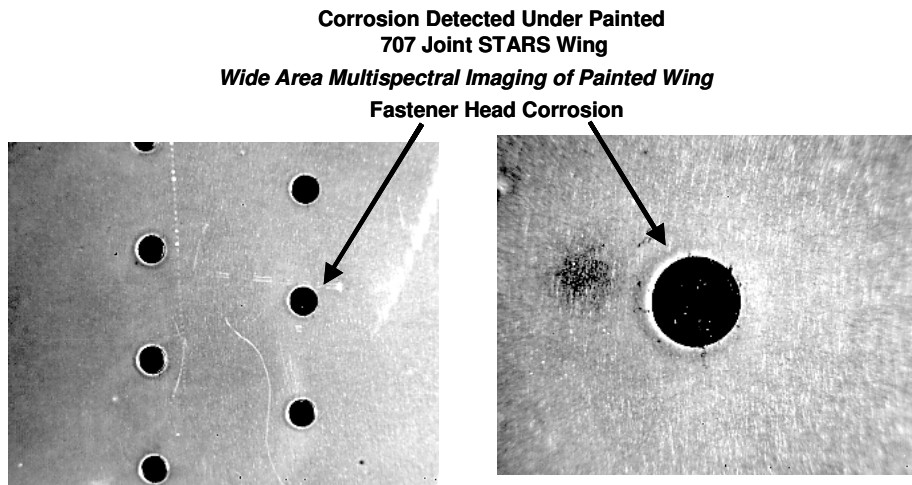 Corrosion Detected Under Painted
707 Joint STARS Wing
Wide Area Multispectral Imaging of Painted Wing
Fastener Head Corrosion